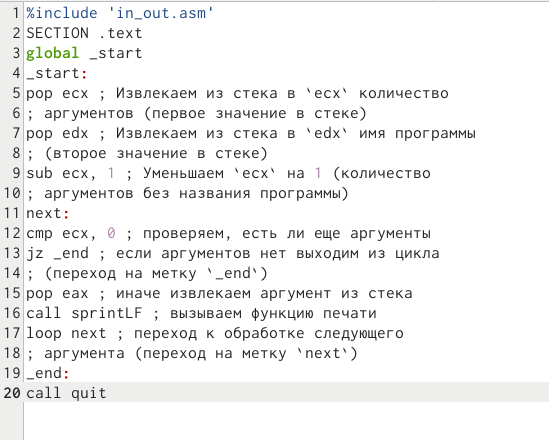 1 %include 'in_out.asm'
2 SECTION .text
3 global _start
4 _start:
5 pop ecx ; Извлекаем из стека в `ecx` количество
6 ; аргументов (первое значение в стеке)
7 pop edx ; Извлекаем из стека в `edx` имя программы
8 ; (второе значение в стеке)
9 sub ecx, 1 ; Уменьшаем `ecx` на 1 (количество
10 ; аргументов без названия программы)
11 next:
12 cmp ecx, 0 ; проверяем, есть ли еще аргументы
13 jz _end ; если аргументов нет выходим из цикла
14 ; (переход на метку `_end`)
15 pop eax ; иначе извлекаем аргумент из стека
16 call sprintLF ; вызываем функцию печати
17 loop next ; переход к обработке следующего
18 ; аргумента (переход на метку `next`)
19 _end:
20 call quit